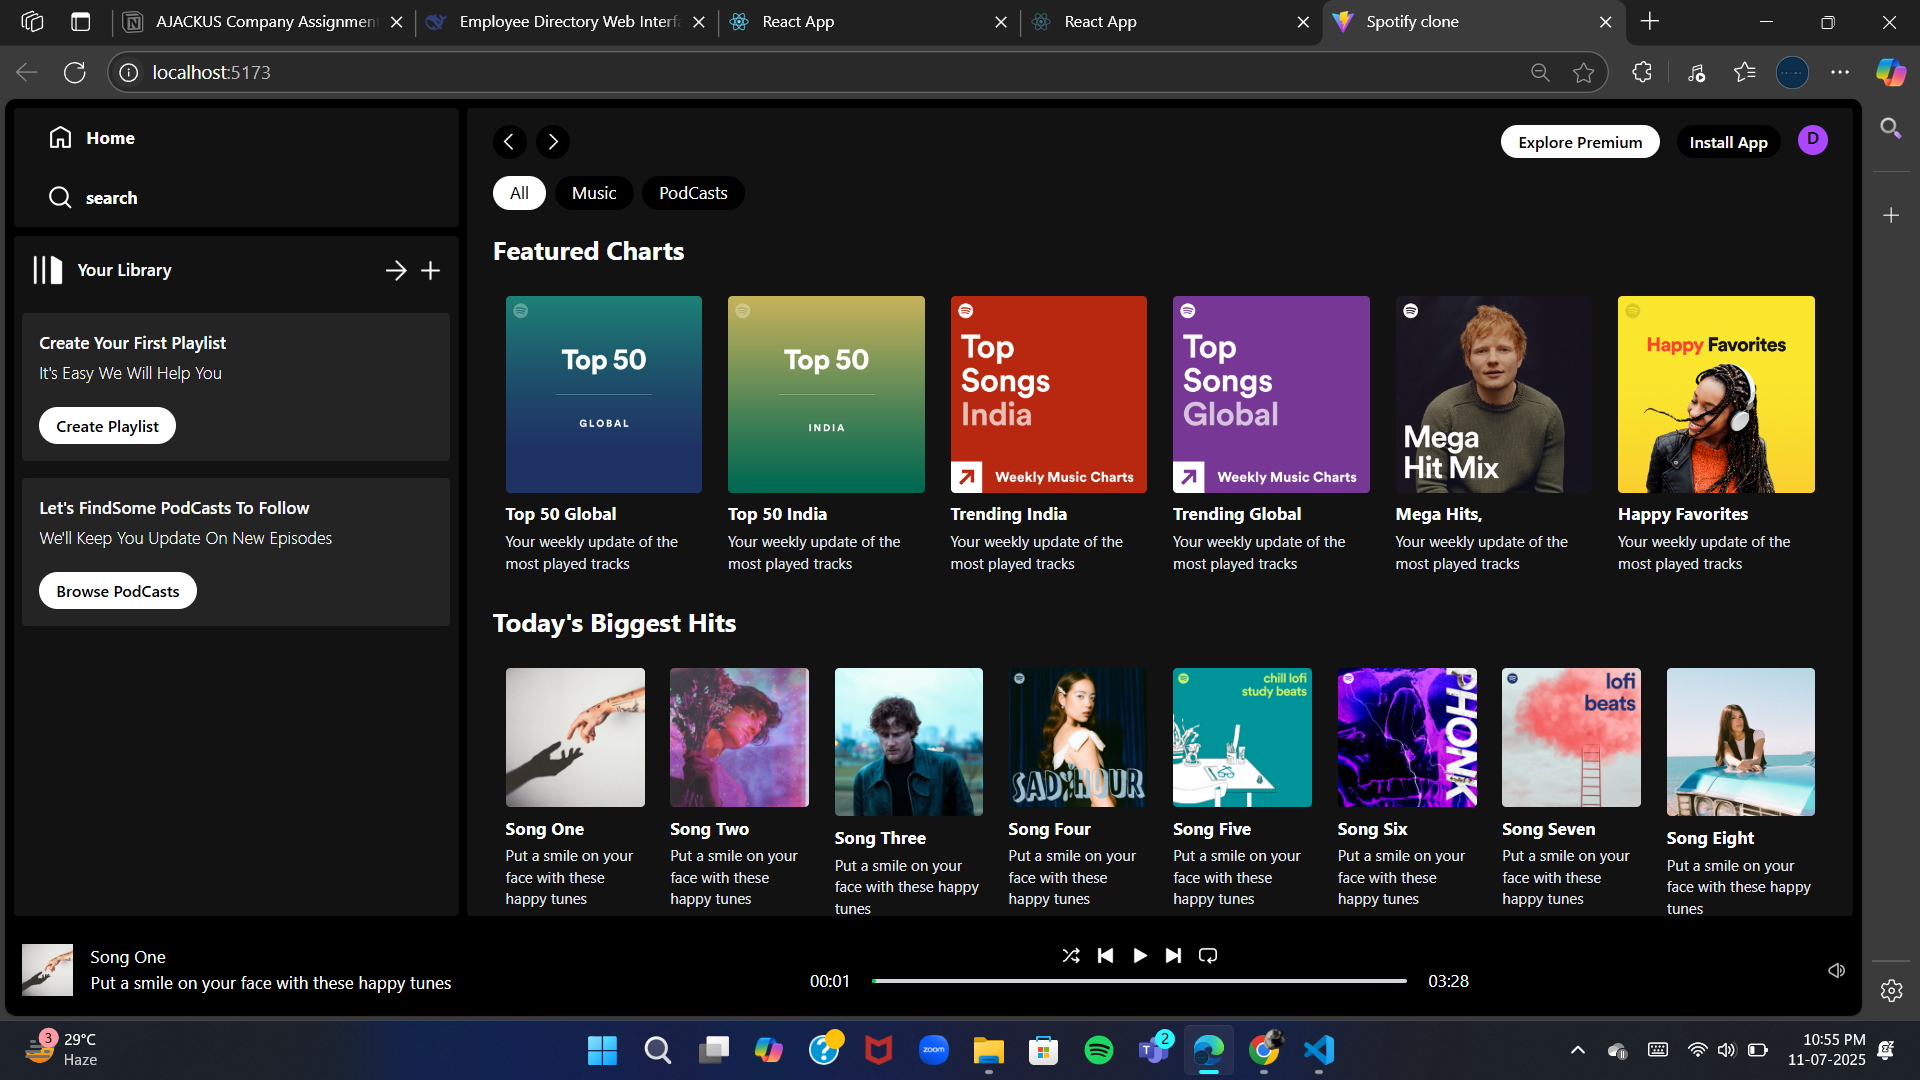 AJACKUS Company Assignment
Employee Directory Web Interfa
React App
React App
Spotify clone
localhost:5173
Home
search
Your Library
Create Your First Playlist
It's Easy We Will Help You
Create Playlist
Let's FindSome PodCasts To Follow
We'll Keep You Update On New Episodes
Browse PodCasts
Explore Premium
Install App
D
All
Music
PodCasts
Featured Charts
Top 50
GLOBAL
Top 50
INDIA
Top
Songs
India
Weekly Music Charts
Top
Songs
Global
Weekly Music Charts
Mega
Hit Mix
Happy Favorites
Top 50 Global
Your weekly update of the
most played tracks
Top 50 India
Your weekly update of the
most played tracks
Trending India
Your weekly update of the
most played tracks
Trending Global
Your weekly update of the
most played tracks
Mega Hits,
Your weekly update of the
most played tracks
Happy Favorites
Your weekly update of the
most played tracks
Today's Biggest Hits
SAD HOUR
chill lofi
study beats
PHONK
lofi
beats
Song One
Put a smile on your
face with these
happy tunes
Song Two
Put a smile on your
face with these
happy tunes
Song Three
Put a smile on your
face with these happy
tunes
Song Four
Put a smile on your
face with these
happy tunes
Song Five
Put a smile on your
face with these
happy tunes
Song Six
Put a smile on your
face with these
happy tunes
Song Seven
Put a smile on your
face with these
happy tunes
Song Eight
Put a smile on your
face with these happy
tunes
Song One
Put a smile on your face with these happy tunes
00:01
03:28
3
29°C
Haze
zoom
T
2
10:55 PM
11-07-2025